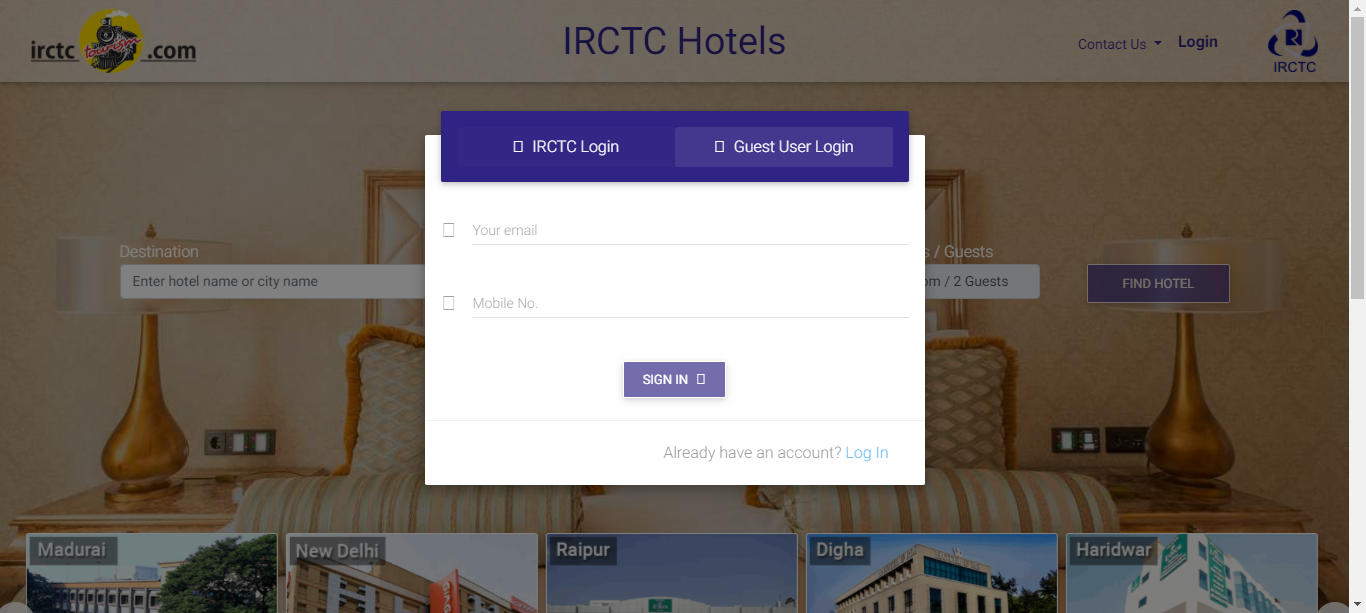 irctc tourism .com
IRCTC Hotels
Contact Us
Login
IRCTC
IRCTC Login
Guest User Login
Your email
Mobile No.
SIGN IN
Already have an account? Log In
Destination
/ Guests
Enter hotel name or city name
/ 2 Guests
FIND HOTEL
Madurai
New Delhi
Raipur
Digha
Haridwar